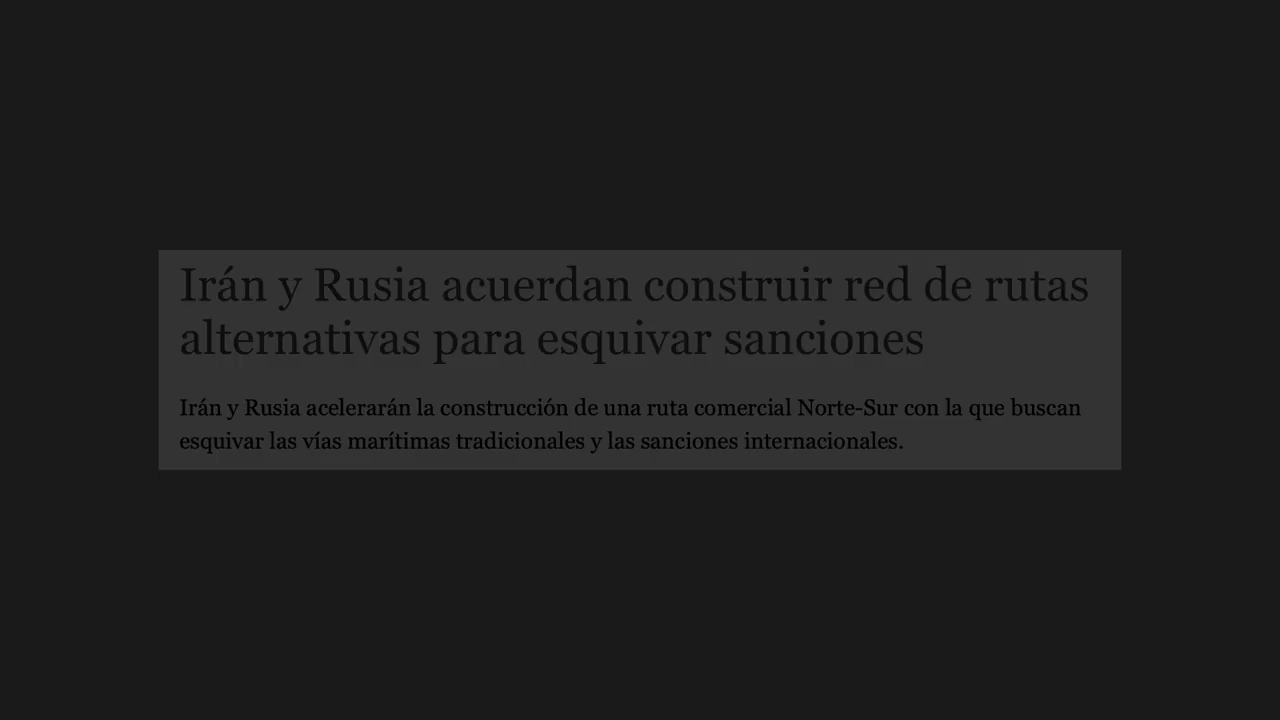 Irán y Rusia acuerdan construir red de rutas
alternativas para esquivar sanciones
Irán y Rusia acelerarán la construcción de una ruta comercial Norte-Sur con la que buscan
esquivar las vías marítimas tradicionales y las sanciones internacionales.